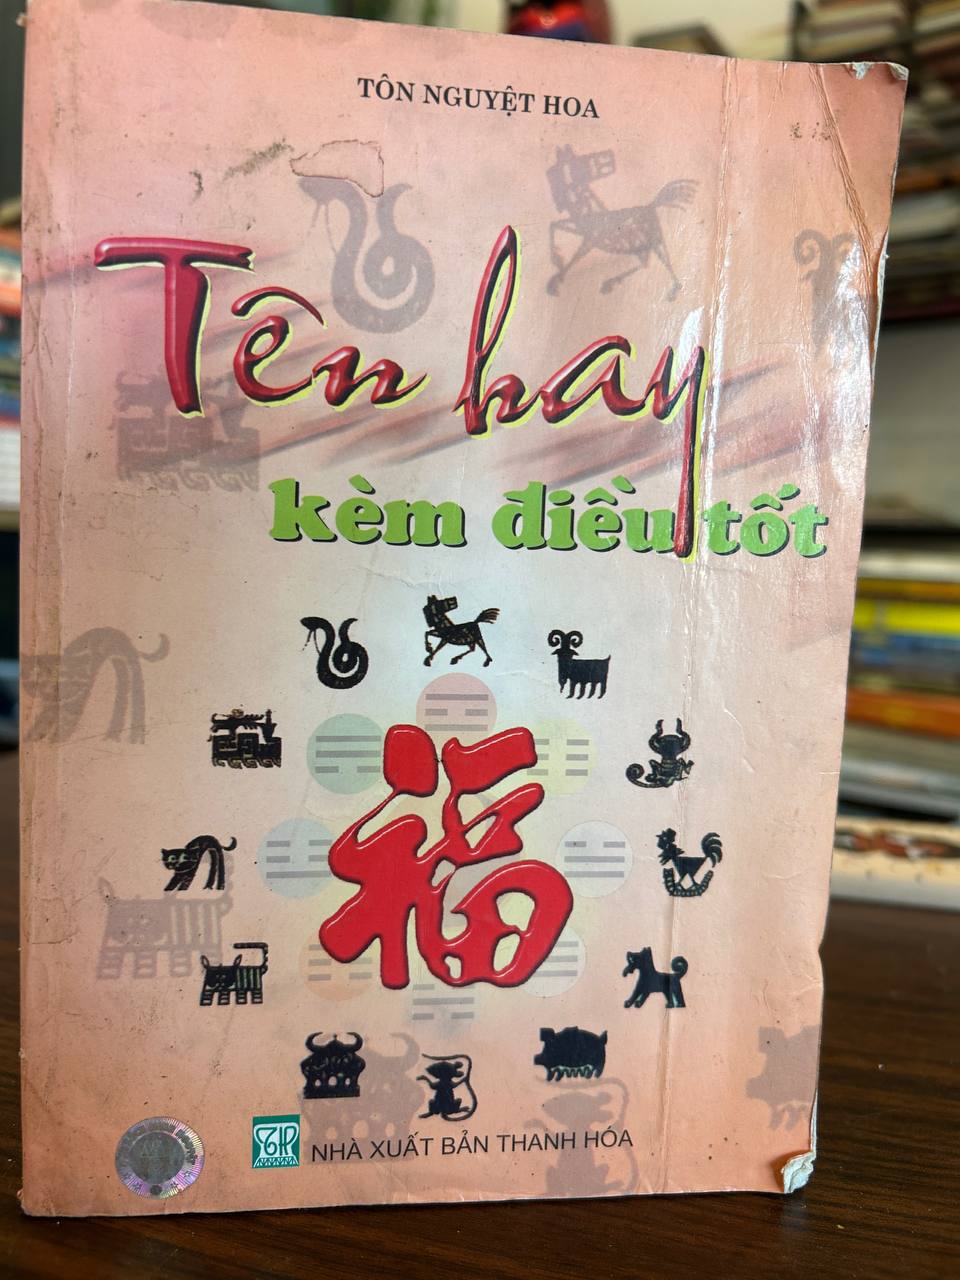 TÔN NGUYỆT HOA
Tên hay
kèm điều tốt
福
NHÀ XUẤT BẢN THANH HÓA